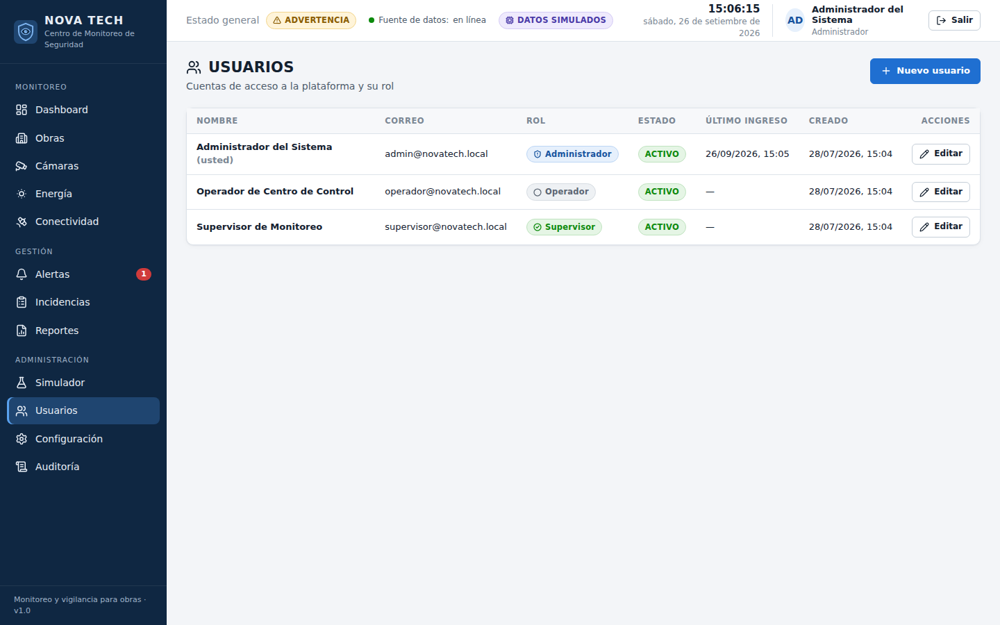 NOVA TECH
Centro de Monitoreo de
Seguridad
MONITOREO
Dashboard
Obras
Cámaras
Energía
Conectividad
GESTIÓN
Alertas 1
Incidencias
Reportes
ADMINISTRACIÓN
Simulador
Usuarios
Configuración
Auditoría
Monitoreo y vigilancia para obras ·
v1.0
Estado general ADVERTENCIA Fuente de datos: en línea DATOS SIMULADOS
15:06:15
sábado, 26 de setiembre de
2026
AD
Administrador del
Sistema
Administrador
Salir
USUARIOS
Cuentas de acceso a la plataforma y su rol
Nuevo usuario
NOMBRE CORREO ROL ESTADO ÚLTIMO INGRESO CREADO ACCIONES
Administrador del Sistema
(usted)
admin@novatech.local Administrador ACTIVO 26/09/2026, 15:05 28/07/2026, 15:04 Editar
Operador de Centro de Control operador@novatech.local Operador ACTIVO — 28/07/2026, 15:04 Editar
Supervisor de Monitoreo supervisor@novatech.local Supervisor ACTIVO — 28/07/2026, 15:04 Editar